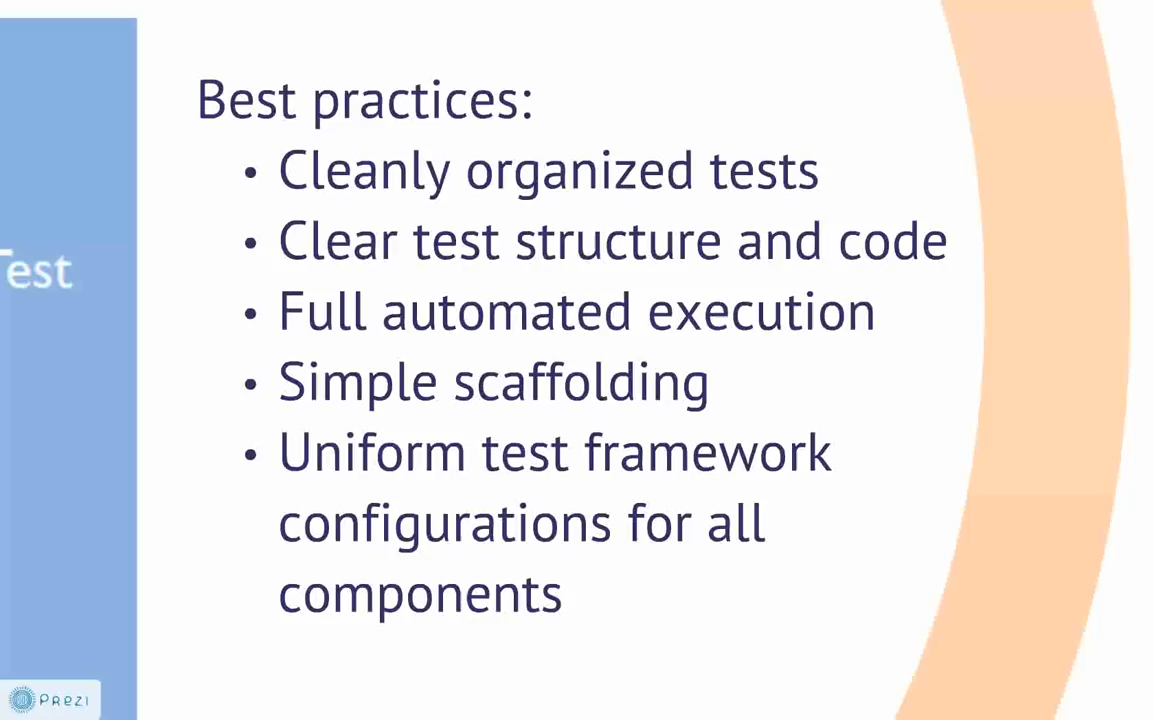 Best practices:
• Cleanly organized tests
• Clear test structure and code
• Full automated execution
• Simple scaffolding
• Uniform test framework
configurations for all
components
Test
Prezi